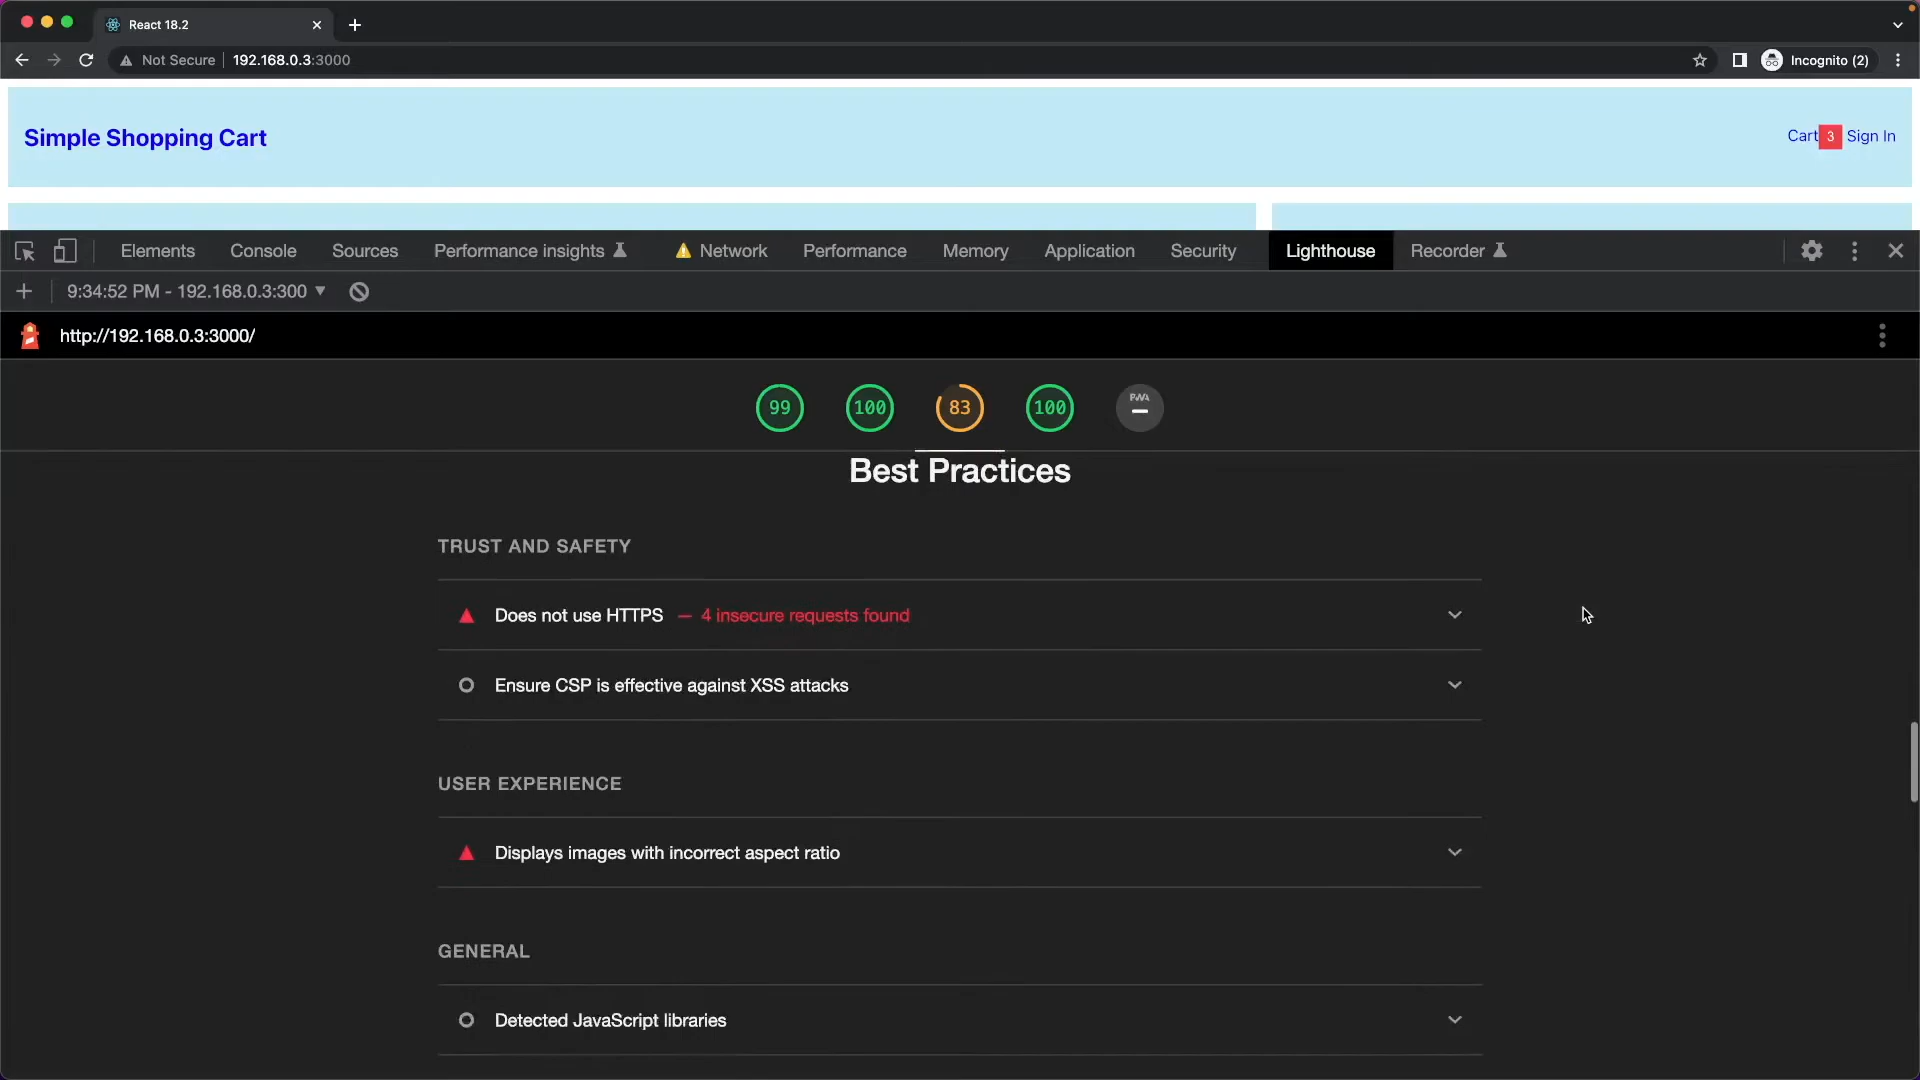 React 18.2
Not Secure 192.168.0.3:3000
Incognito (2)
Simple Shopping Cart
Cart 3 Sign In
Elements Console Sources Performance insights Network Performance Memory Application Security Lighthouse Recorder
9:34:52 PM - 192.168.0.3:300
http://192.168.0.3:3000/
99 100 83 100 PWA
Best Practices
TRUST AND SAFETY
Does not use HTTPS — 4 insecure requests found
Ensure CSP is effective against XSS attacks
USER EXPERIENCE
Displays images with incorrect aspect ratio
GENERAL
Detected JavaScript libraries